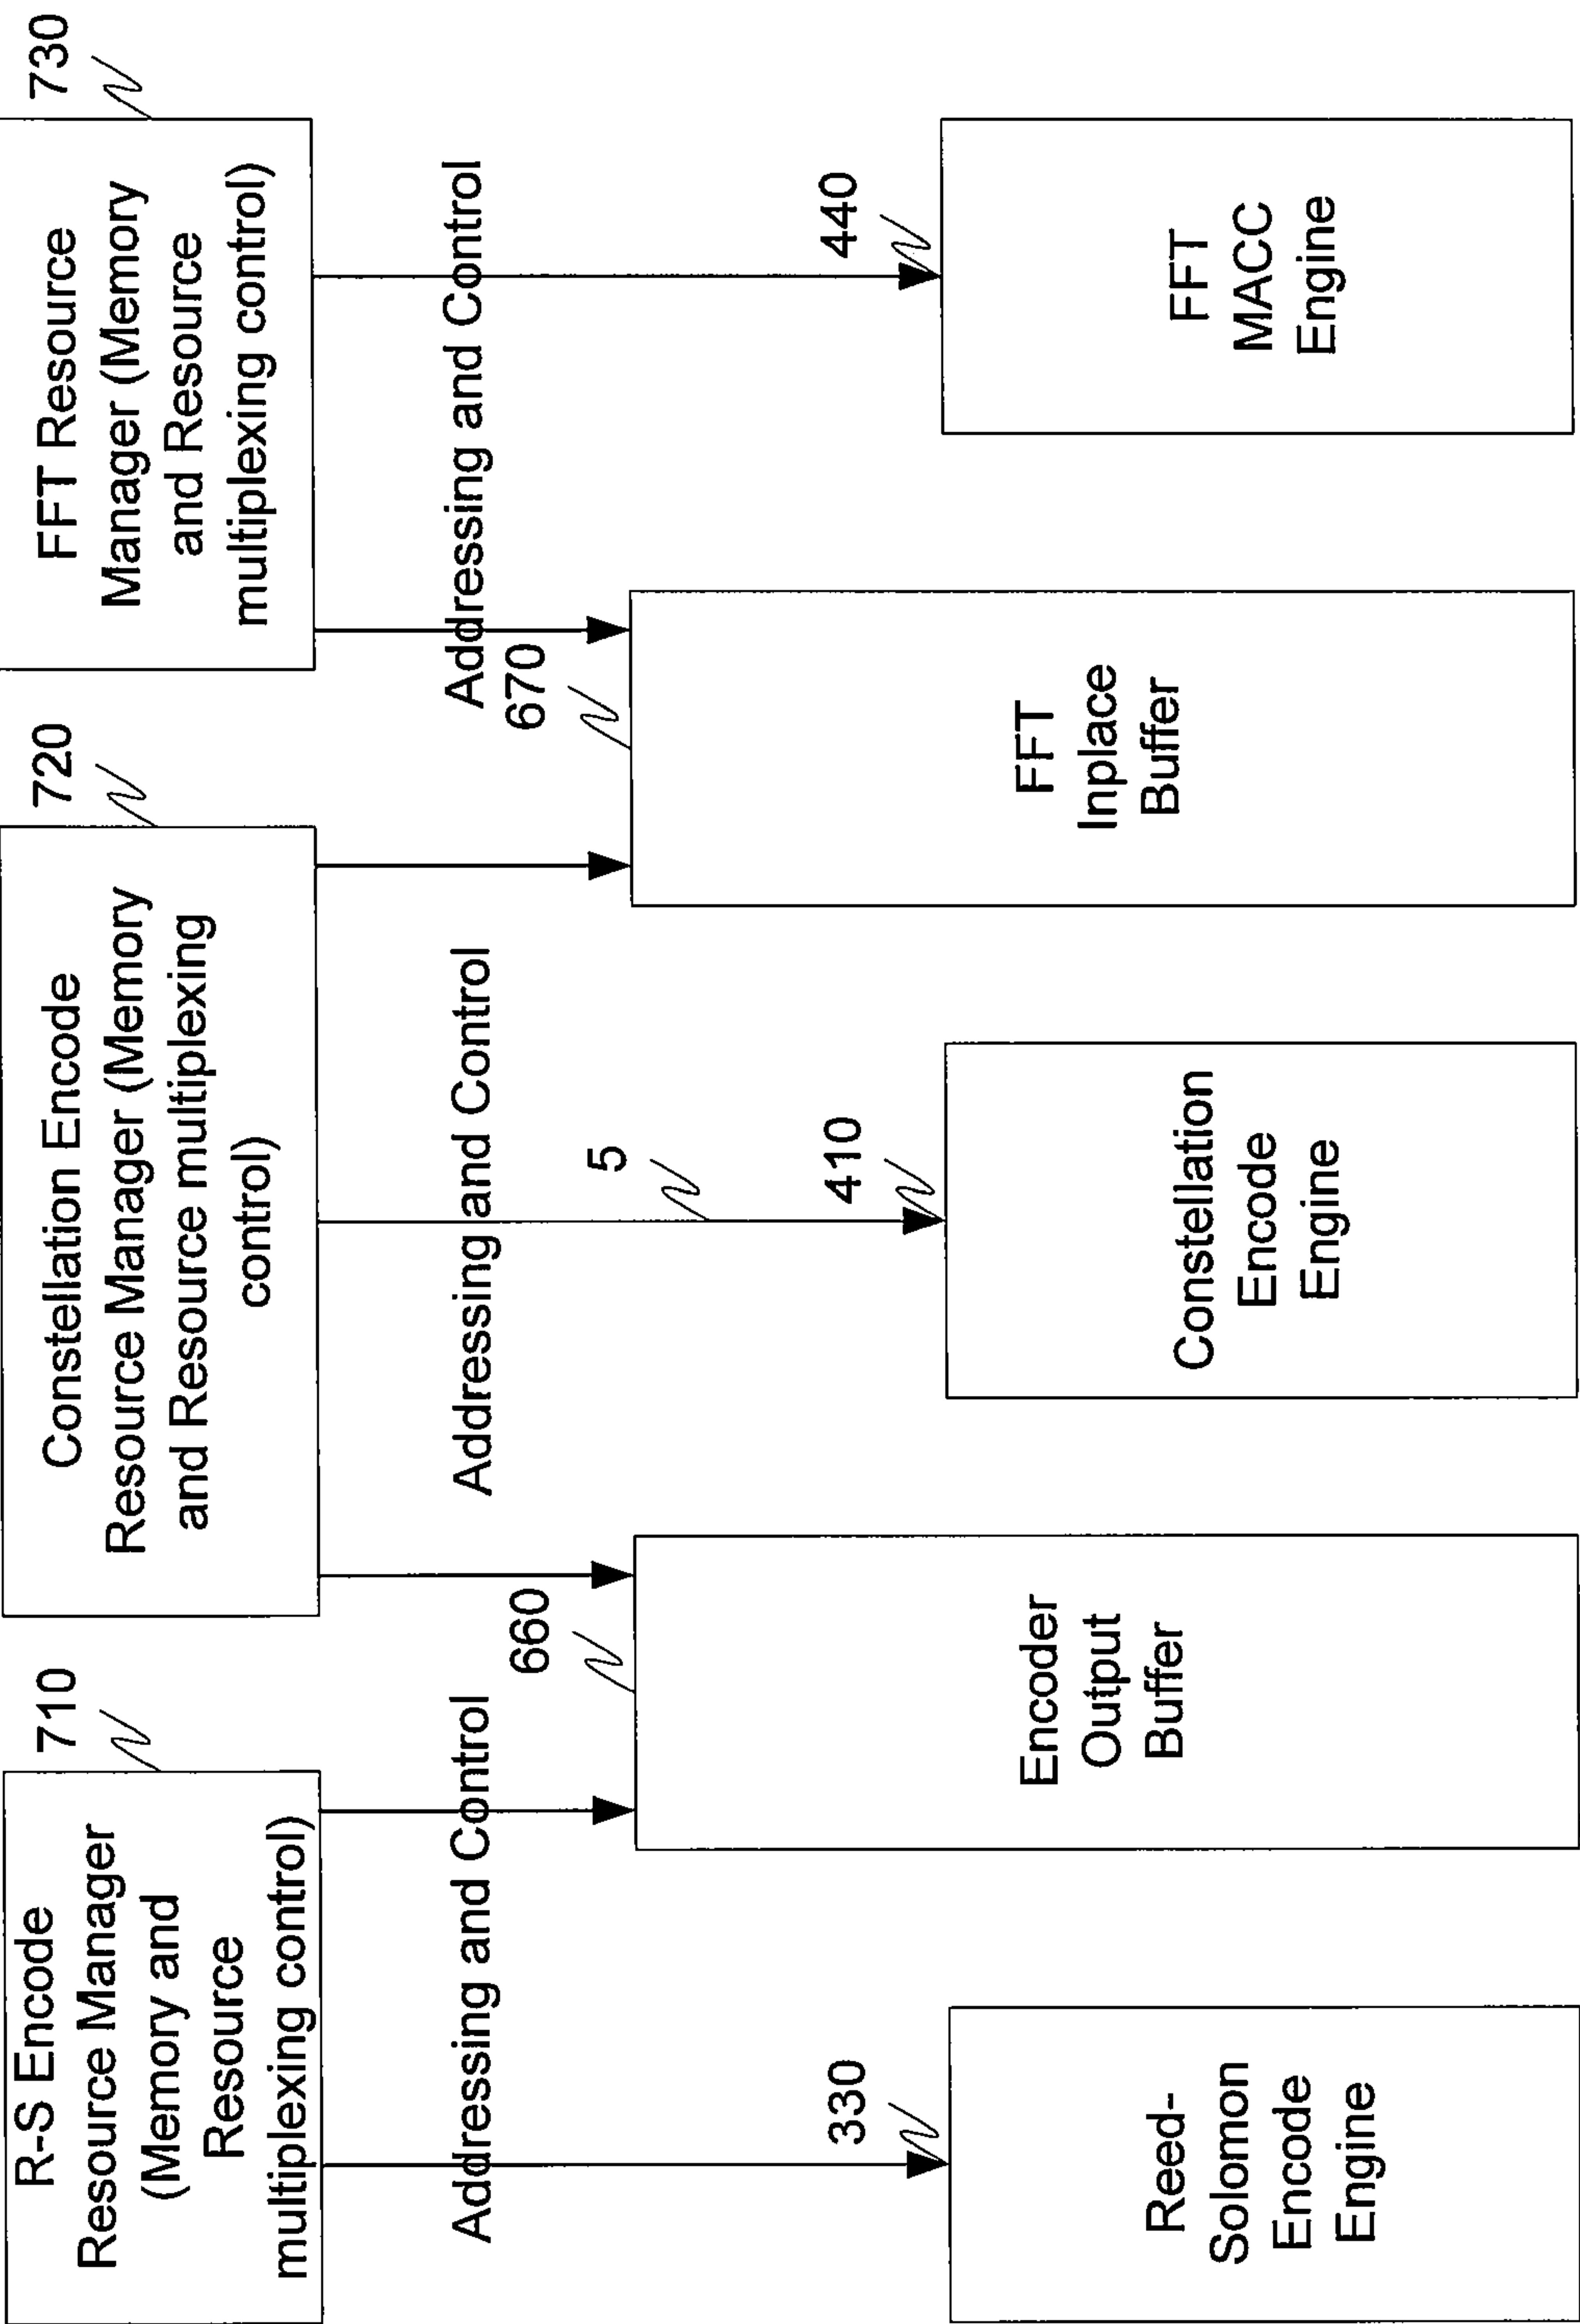 R-S Encode
Resource Manager
(Memory and
Resource
multiplexing control)
710
Constellation Encode
Resource Manager (Memory
and Resource multiplexing
control)
720
FFT Resource
Manager (Memory
and Resource
multiplexing control)
730
Addressing and Control
Addressing and Control
Addressing and Control
660
670
5
330
410
440
Reed-
Solomon
Encode
Engine
Encoder
Output
Buffer
Constellation
Encode
Engine
FFT
Inplace
Buffer
FFT
MACC
Engine